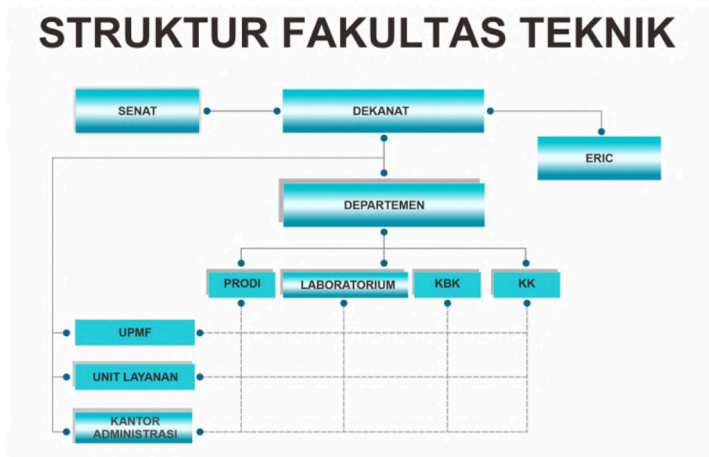 STRUKTUR FAKULTAS TEKNIK
SENAT
DEKANAT
ERIC
DEPARTEMEN
PRODI
LABORATORIUM
KBK
KK
UPMF
UNIT LAYANAN
KANTOR
ADMINISTRASI